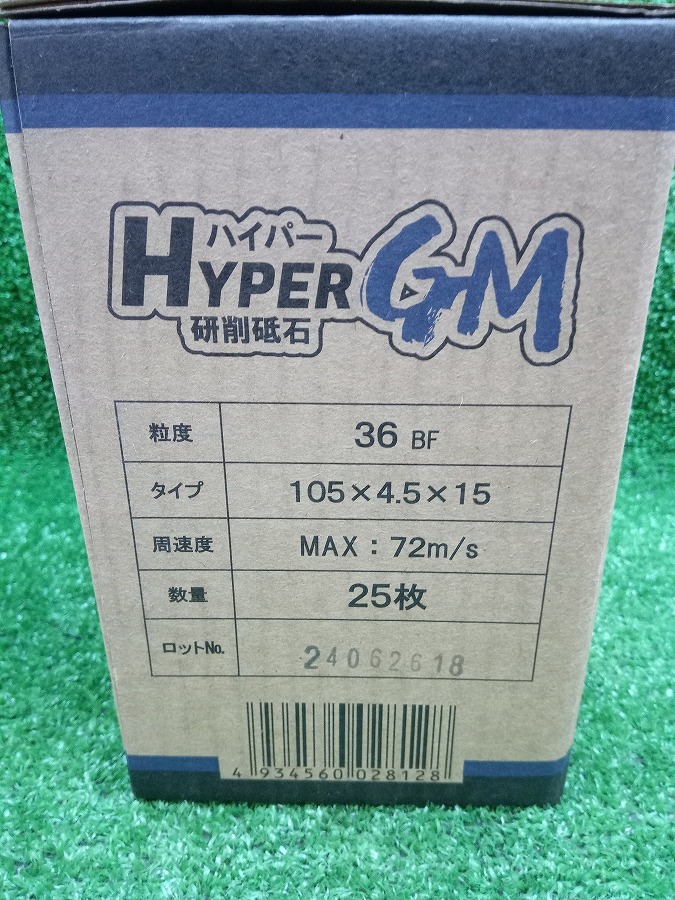 ハイパー
HYPER GM
研削砥石
粒度 36 BF
タイプ 105×4.5×15
周速度 MAX：72m/s
数量 25枚
ロット№. 24062618
4 934560 028128